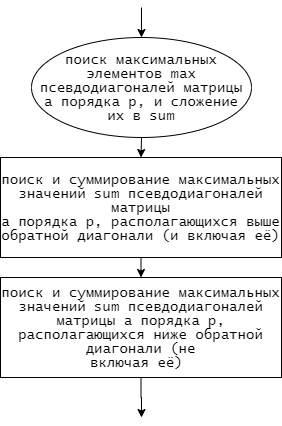 поиск максимальных
элементов max
псевдодиагоналей матрицы
а порядка p, и сложение
их в sum
поиск и суммирование максимальных
значений sum псевдодиагоналей
матрицы
а порядка p, располагающихся выше
обратной диагонали (и включая её)
поиск и суммирование максимальных
значений sum псевдодиагоналей
матрицы а порядка p,
располагающихся ниже обратной
диагонали (не
включая её)